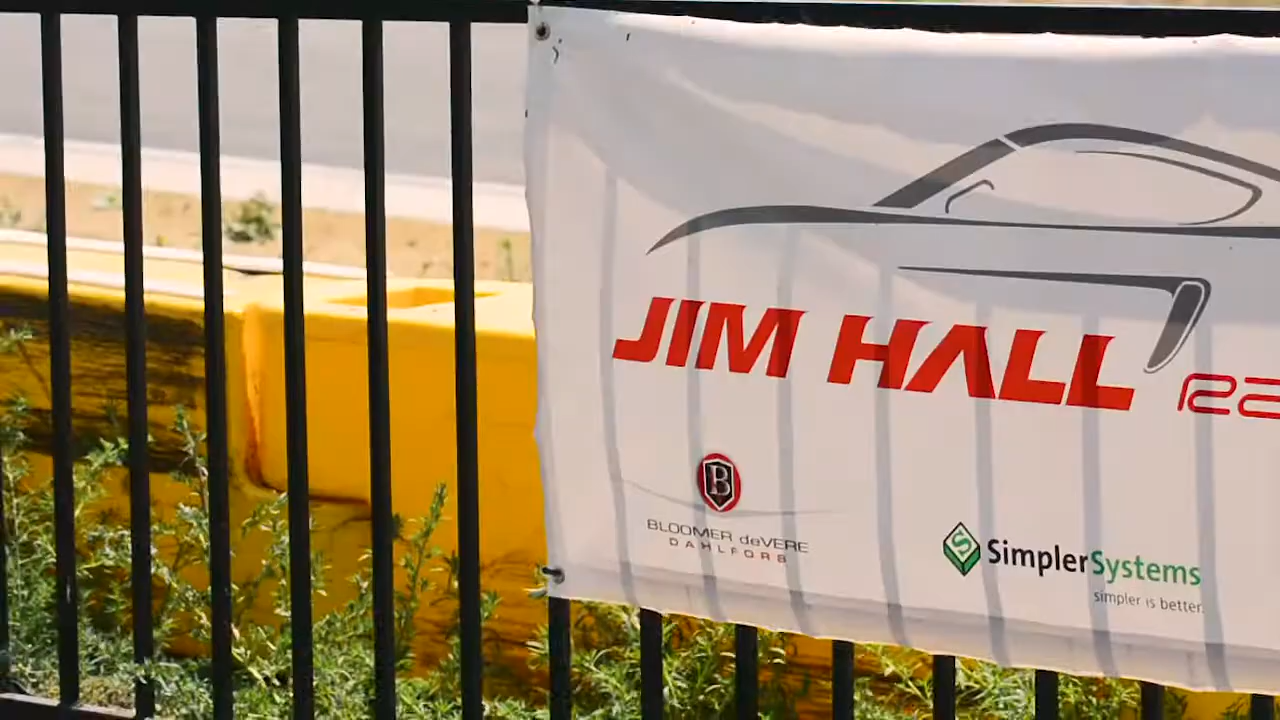 JIM HALL
B
BLOOMER deVERE
DAHLFORS
S
SimplerSystems
simpler is better.